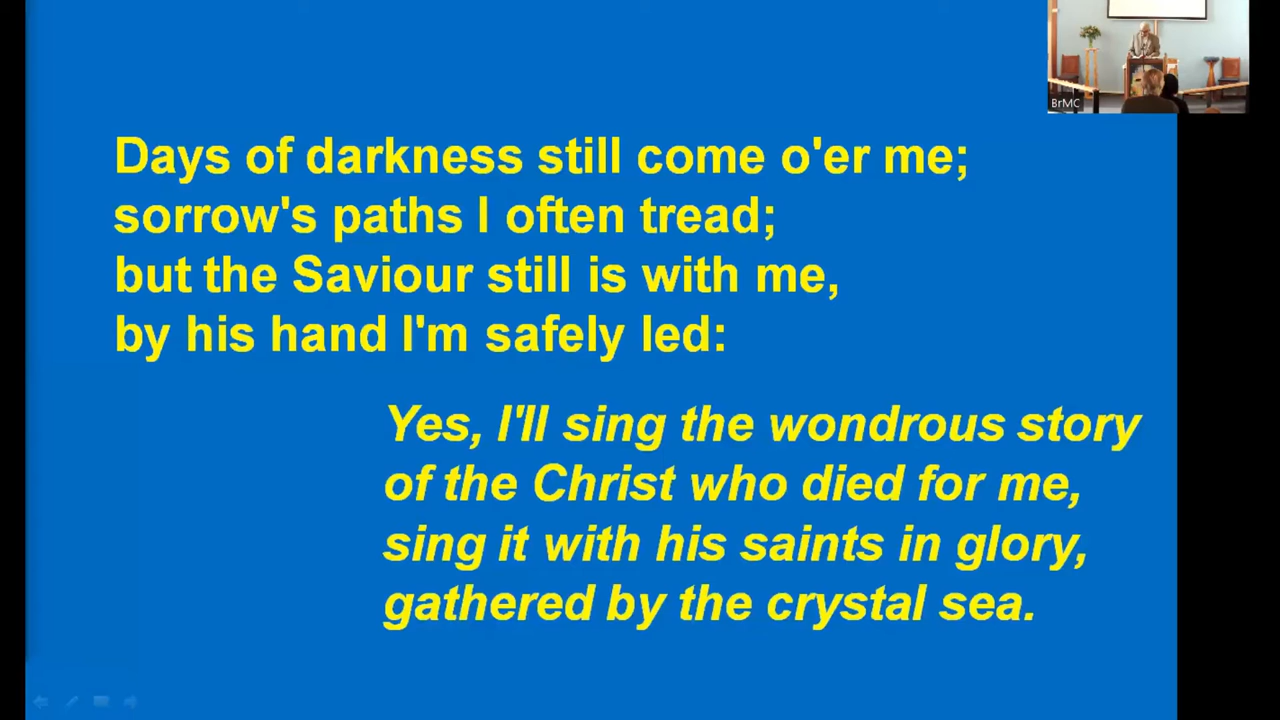 BrMC
Days of darkness still come o'er me;
sorrow's paths I often tread;
but the Saviour still is with me,
by his hand I'm safely led:
Yes, I'll sing the wondrous story
of the Christ who died for me,
sing it with his saints in glory,
gathered by the crystal sea.